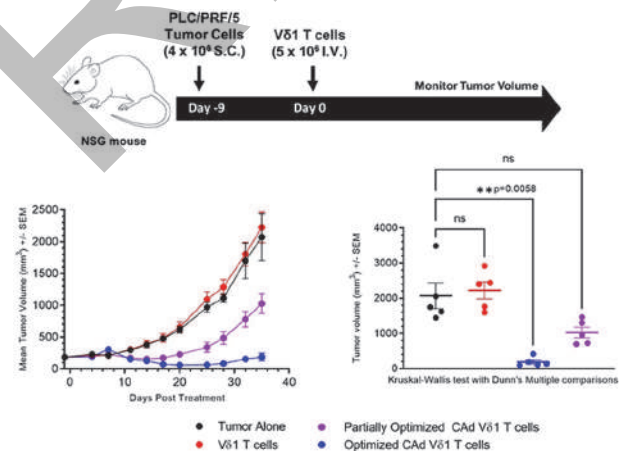 PLC/PRF/5
Tumor Cells
(4 x 10⁶ S.C.)
Vδ1 T cells
(5 x 10⁶ I.V.)
Monitor Tumor Volume
Day -9
Day 0
NSG mouse
Mean Tumor Volume (mm³) +/- SEM
2500
2000
1500
1000
500
0
0
10
20
30
40
Days Post Treatment
ns
**p=0.0058
ns
Tumor volume (mm³) +/- SEM
4000
3000
2000
1000
0
Kruskal-Wallis test with Dunn's Multiple comparisons
Tumor Alone
Partially Optimized CAd Vδ1 T cells
Vδ1 T cells
Optimized CAd Vδ1 T cells